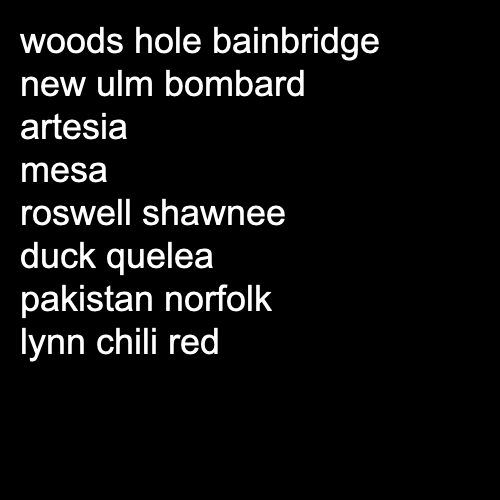 woods hole bainbridge
new ulm bombard
artesia
mesa
roswell shawnee
duck quelea
pakistan norfolk
lynn chili red